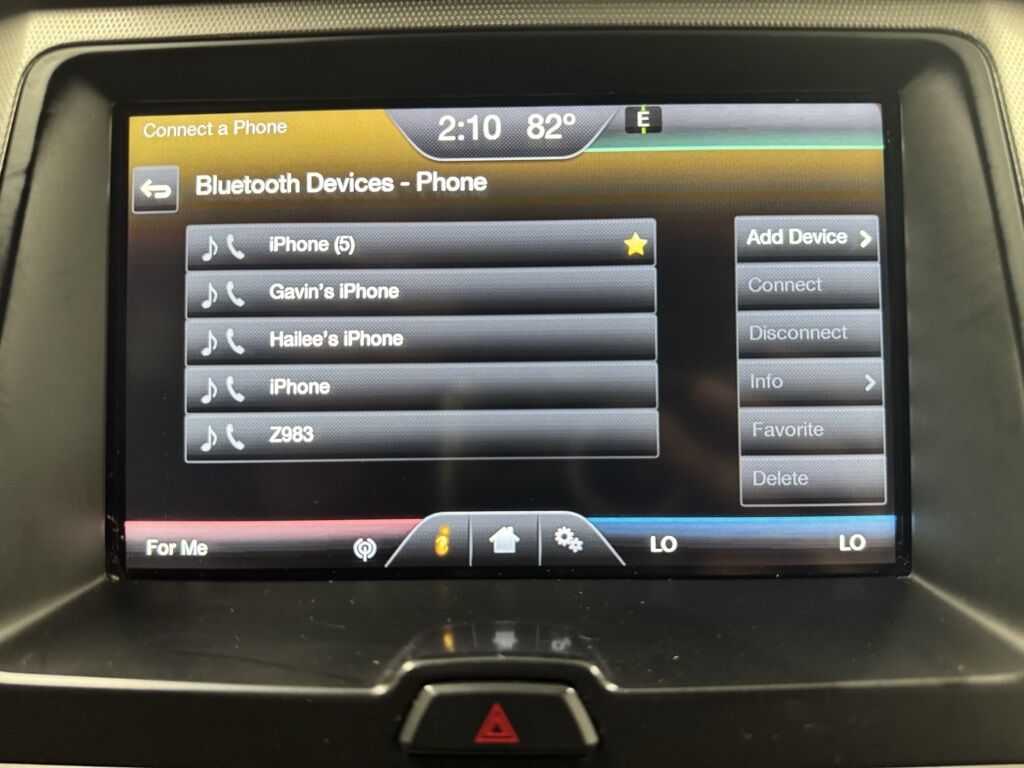 Connect a Phone
2:10 82º
E
Bluetooth Devices - Phone
iPhone (5)
Add Device
Gavin's iPhone
Connect
Hailee's iPhone
Disconnect
iPhone
Info
Z983
Favorite
Delete
For Me
i
LO
LO